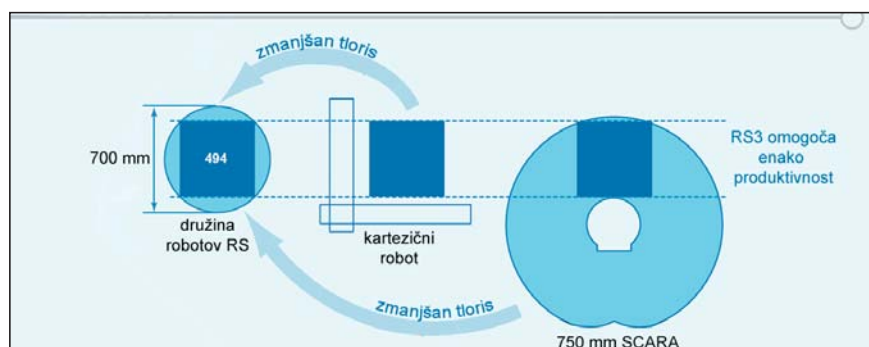 zmanjšan tloris
700 mm
494
RS3 omogoča
enako
produktivnost
družina
robotov RS
kartezični
robot
zmanjšan tloris
750 mm SCARA